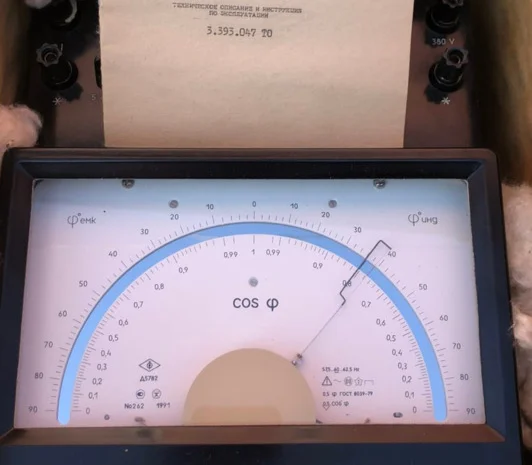 ТЕХНИЧЕСКОЕ ОПИСАНИЕ И ИНСТРУКЦИЯ
ПО ЭКСПЛУАТАЦИИ
3.393.047 ТО
380 V
*
*
φ°емк
φ°инд
90 80 70 60 50 40 30 20 10 0 10 20 30 40 50 60 70 80 90
0 0,1 0,2 0,3 0,4 0,5 0,6 0,7 0,8 0,9 0,99 1 0,99 0,9 0,8 0,7 0,6 0,5 0,4 0,3 0,2 0,1 0
cos φ
Д5782
№262 1991
0,5 φ ГОСТ 8039-79
cos φ